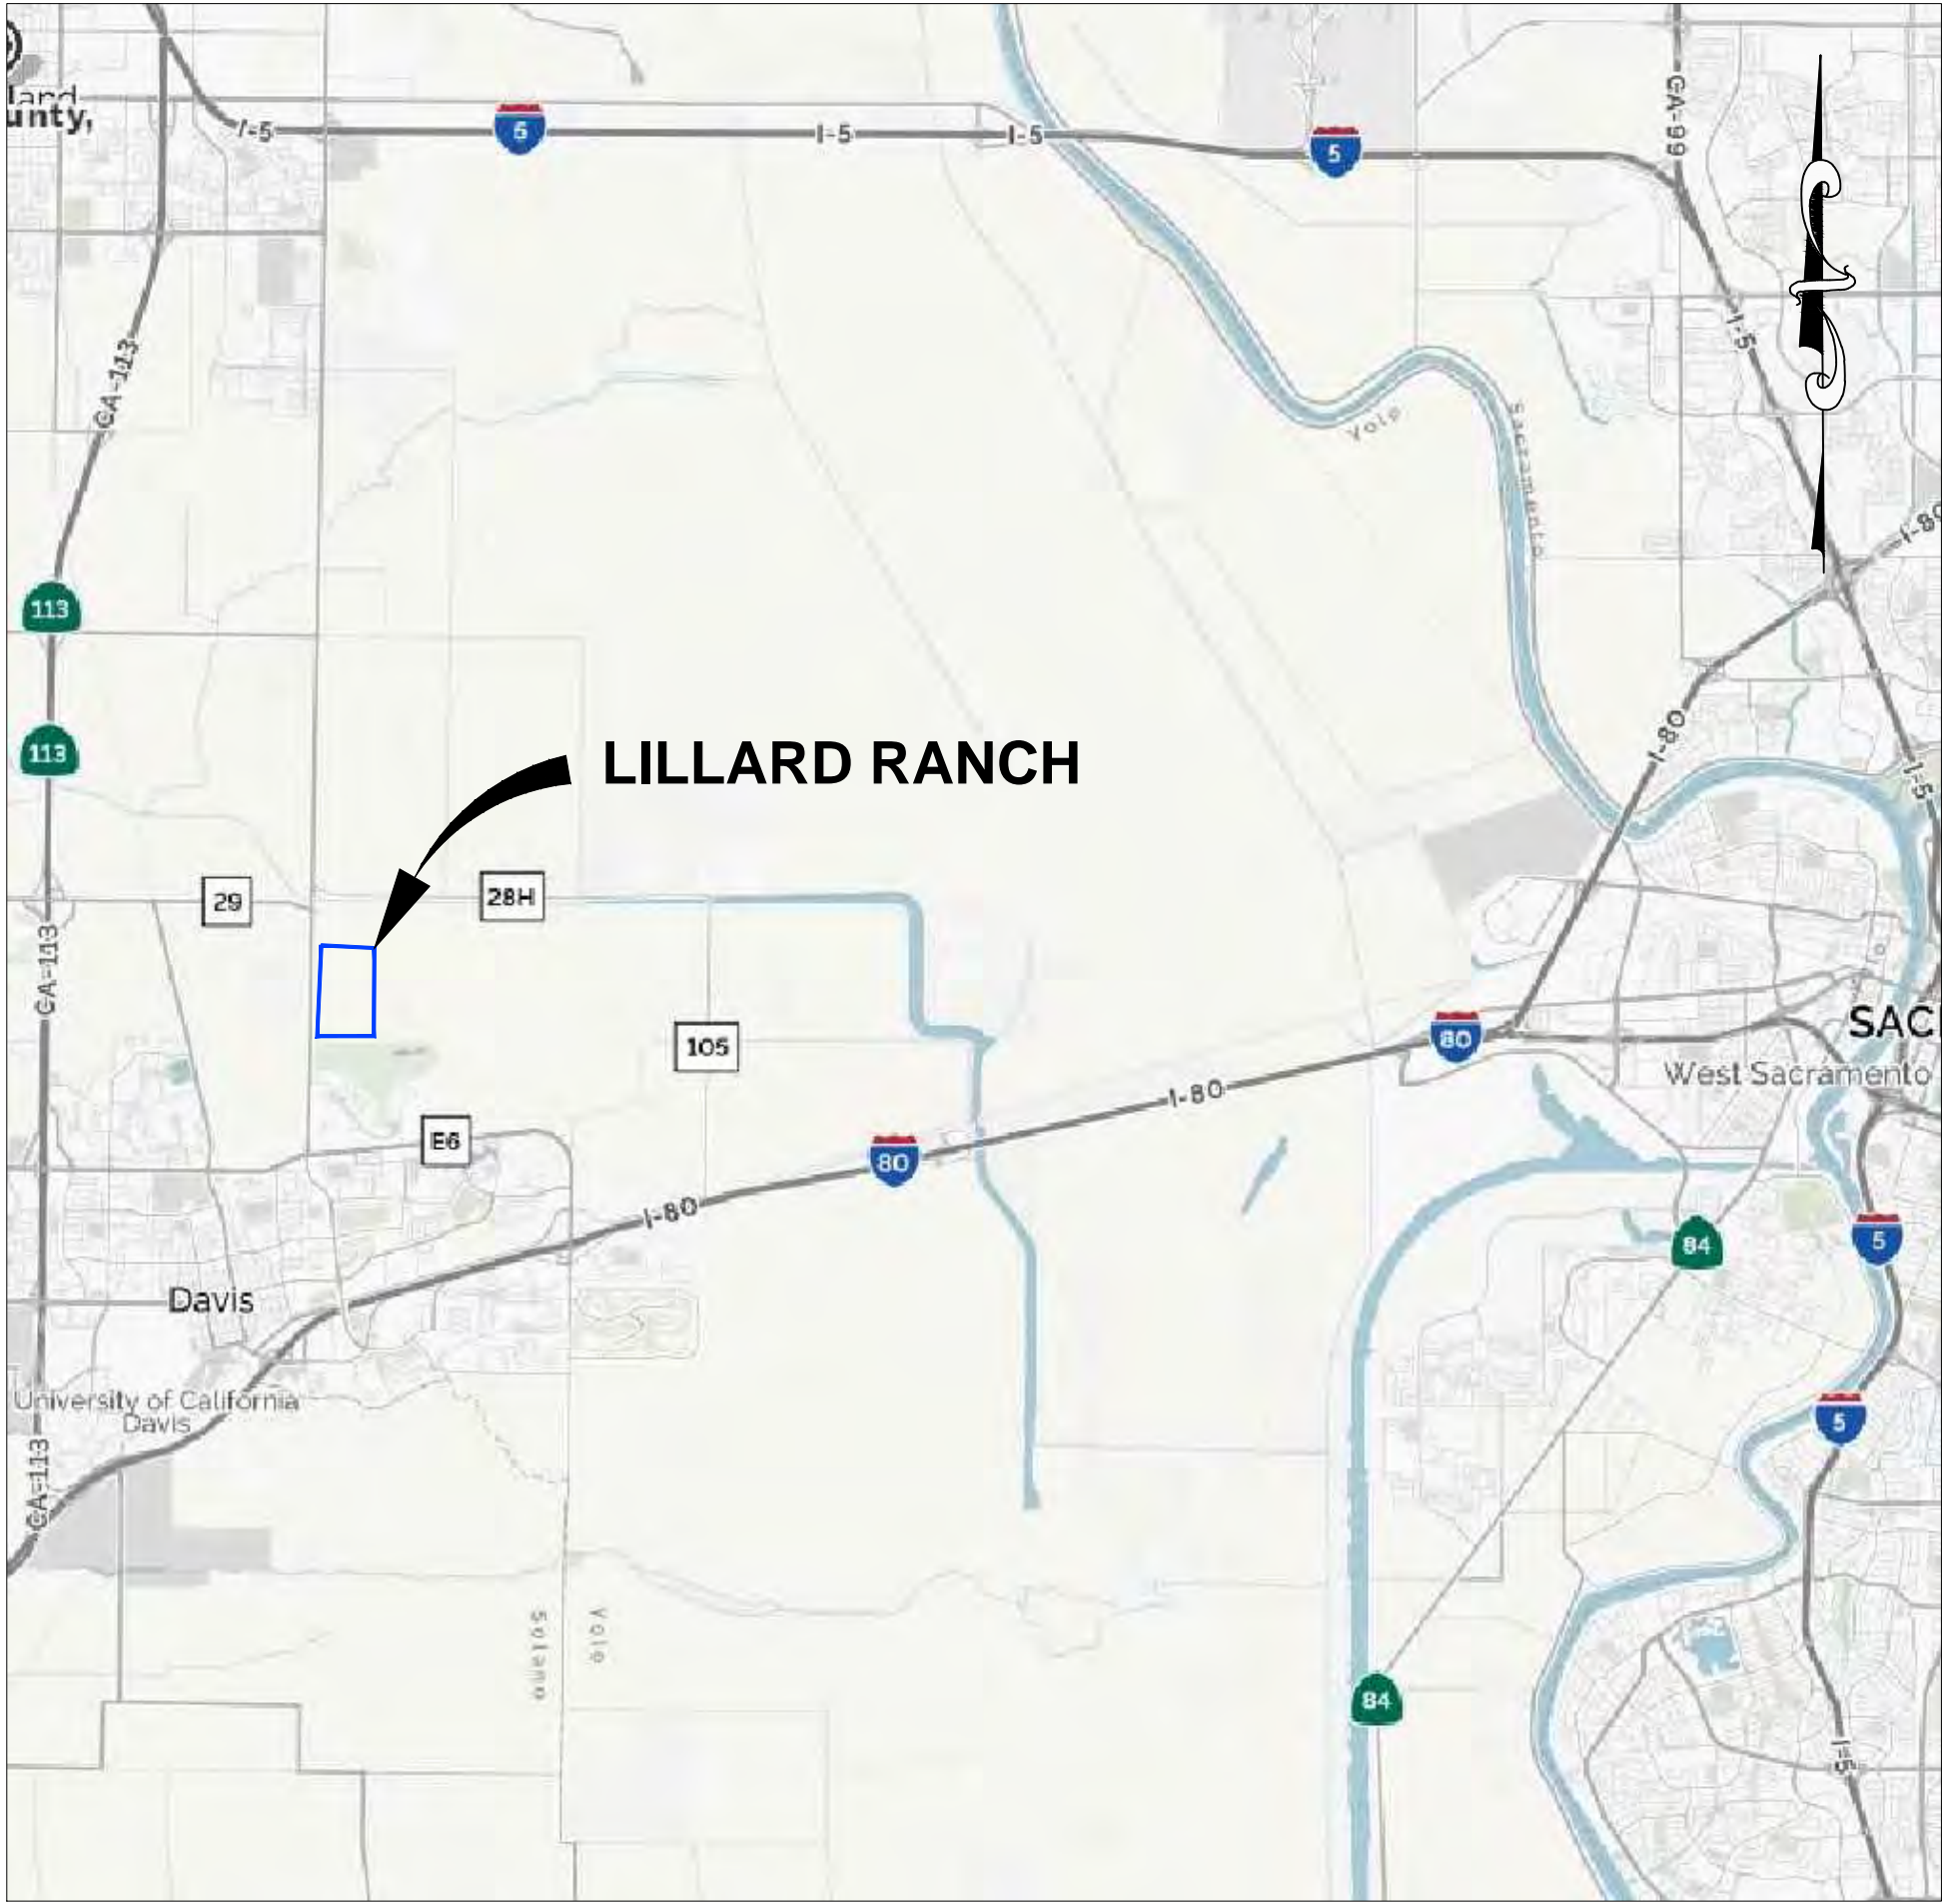 CA-99
land
unty,
I-5
5
I-5
I-5
5
I-5
CA-113
Yolo
Sacramento
I-80
113
I-80
113
LILLARD RANCH
I-5
29
28H
CA-113
105
80
SAC
West Sacramento
I-80
E6
80
I-80
84
5
Davis
University of California
Davis
5
CA-113
Solano
Yolo
84
I-5